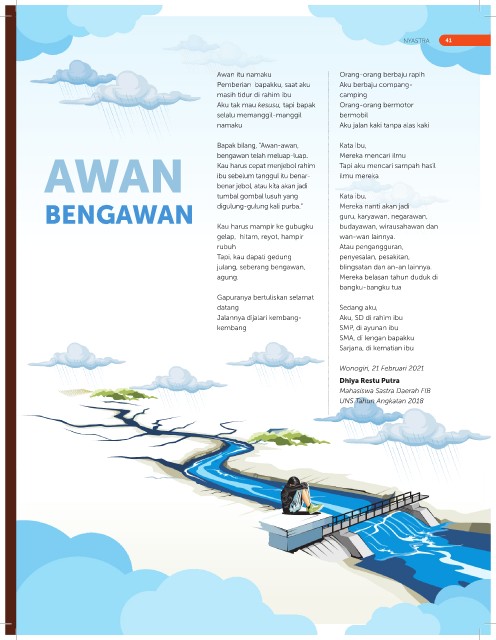 NYASTRA 41
AWAN
BENGAWAN
Awan itu namaku
Pemberian bapakku, saat aku
masih tidur di rahim ibu
Aku tak mau kesusu, tapi bapak
selalu memanggil-manggil
namaku
Bapak bilang, "Awan-awan,
bengawan telah meluap-luap.
Kau harus cepat menjebol rahim
ibu sebelum tanggul itu benar-
benar jebol, atau kita akan jadi
tumbal gombal lusuh yang
digulung-gulung kali purba."
Kau harus mampir ke gubugku
gelap, hitam, reyot, hampir
rubuh
Tapi, kau dapati gedung
julang, seberang bengawan,
agung.
Gapuranya bertuliskan selamat
datang
Jalannya dijalari kembang-
kembang
Orang-orang berbaju rapih
Aku berbaju compang-
camping
Orang-orang bermotor
bermobil
Aku jalan kaki tanpa alas kaki
Kata ibu,
Mereka mencari ilmu
Tapi aku mencari sampah hasil
ilmu mereka
Kata ibu,
Mereka nanti akan jadi
guru, karyawan, negarawan,
budayawan, wirausahawan dan
wan-wan lainnya.
Atau pengangguran,
penyesalan, pesakitan,
blingsatan dan an-an lainnya.
Mereka belasan tahun duduk di
bangku-bangku tua
Sedang aku,
Aku, SD di rahim ibu
SMP, di ayunan ibu
SMA, di lengan bapakku
Sarjana, di kematian ibu
Wonogiri, 21 Februari 2021
Dhiya Restu Putra
Mahasiswa Sastra Daerah FIB
UNS Tahun Angkatan 2018